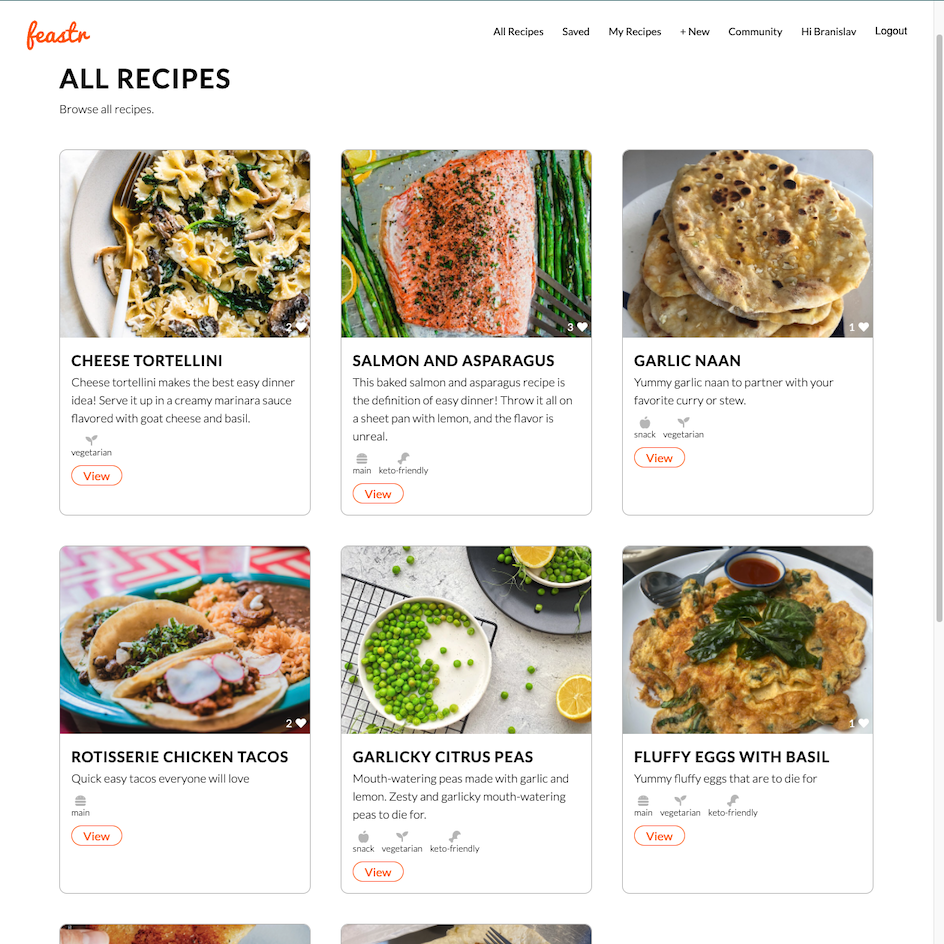 feastr
All Recipes Saved My Recipes + New Community Hi Branislav Logout
ALL RECIPES
Browse all recipes.
2
3
1
CHEESE TORTELLINI
Cheese tortellini makes the best easy dinner
idea! Serve it up in a creamy marinara sauce
flavored with goat cheese and basil.
vegetarian
View
SALMON AND ASPARAGUS
This baked salmon and asparagus recipe is
the definition of easy dinner! Throw it all on
a sheet pan with lemon, and the flavor is
unreal.
main keto-friendly
View
GARLIC NAAN
Yummy garlic naan to partner with your
favorite curry or stew.
snack vegetarian
View
2
1
ROTISSERIE CHICKEN TACOS
Quick easy tacos everyone will love
main
View
GARLICKY CITRUS PEAS
Mouth-watering peas made with garlic and
lemon. Zesty and garlicky mouth-watering
peas to die for.
snack vegetarian keto-friendly
View
FLUFFY EGGS WITH BASIL
Yummy fluffy eggs that are to die for
main vegetarian keto-friendly
View